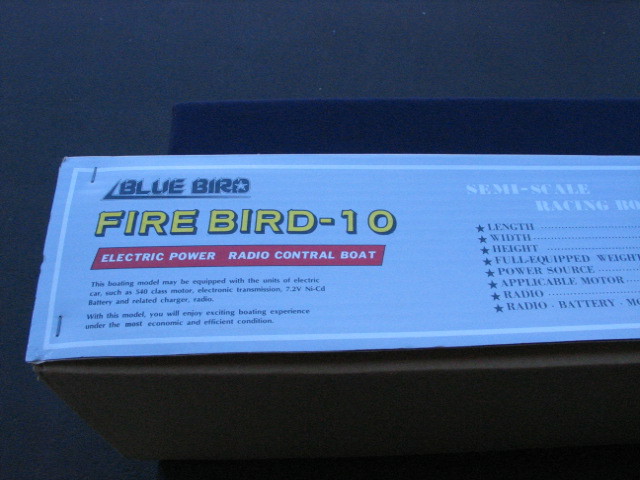 BLUE BIRD
FIRE BIRD-10
ELECTRIC POWER RADIO CONTRAL BOAT
This boating model may be equipped with the units of electric
car, such as 540 class motor, electronic transmission, 7.2V Ni-Cd
Battery and related charger, radio.
With this model, you will enjoy exciting boating experience
under the most economic and efficient condition.
SEMI-SCALE
RACING BO
★LENGTH
★WIDTH
★HEIGHT
★FULL-EQUIPPED WEIGHT
★POWER SOURCE
★APPLICABLE MOTOR
★RADIO
★RADIO · BATTERY · MO